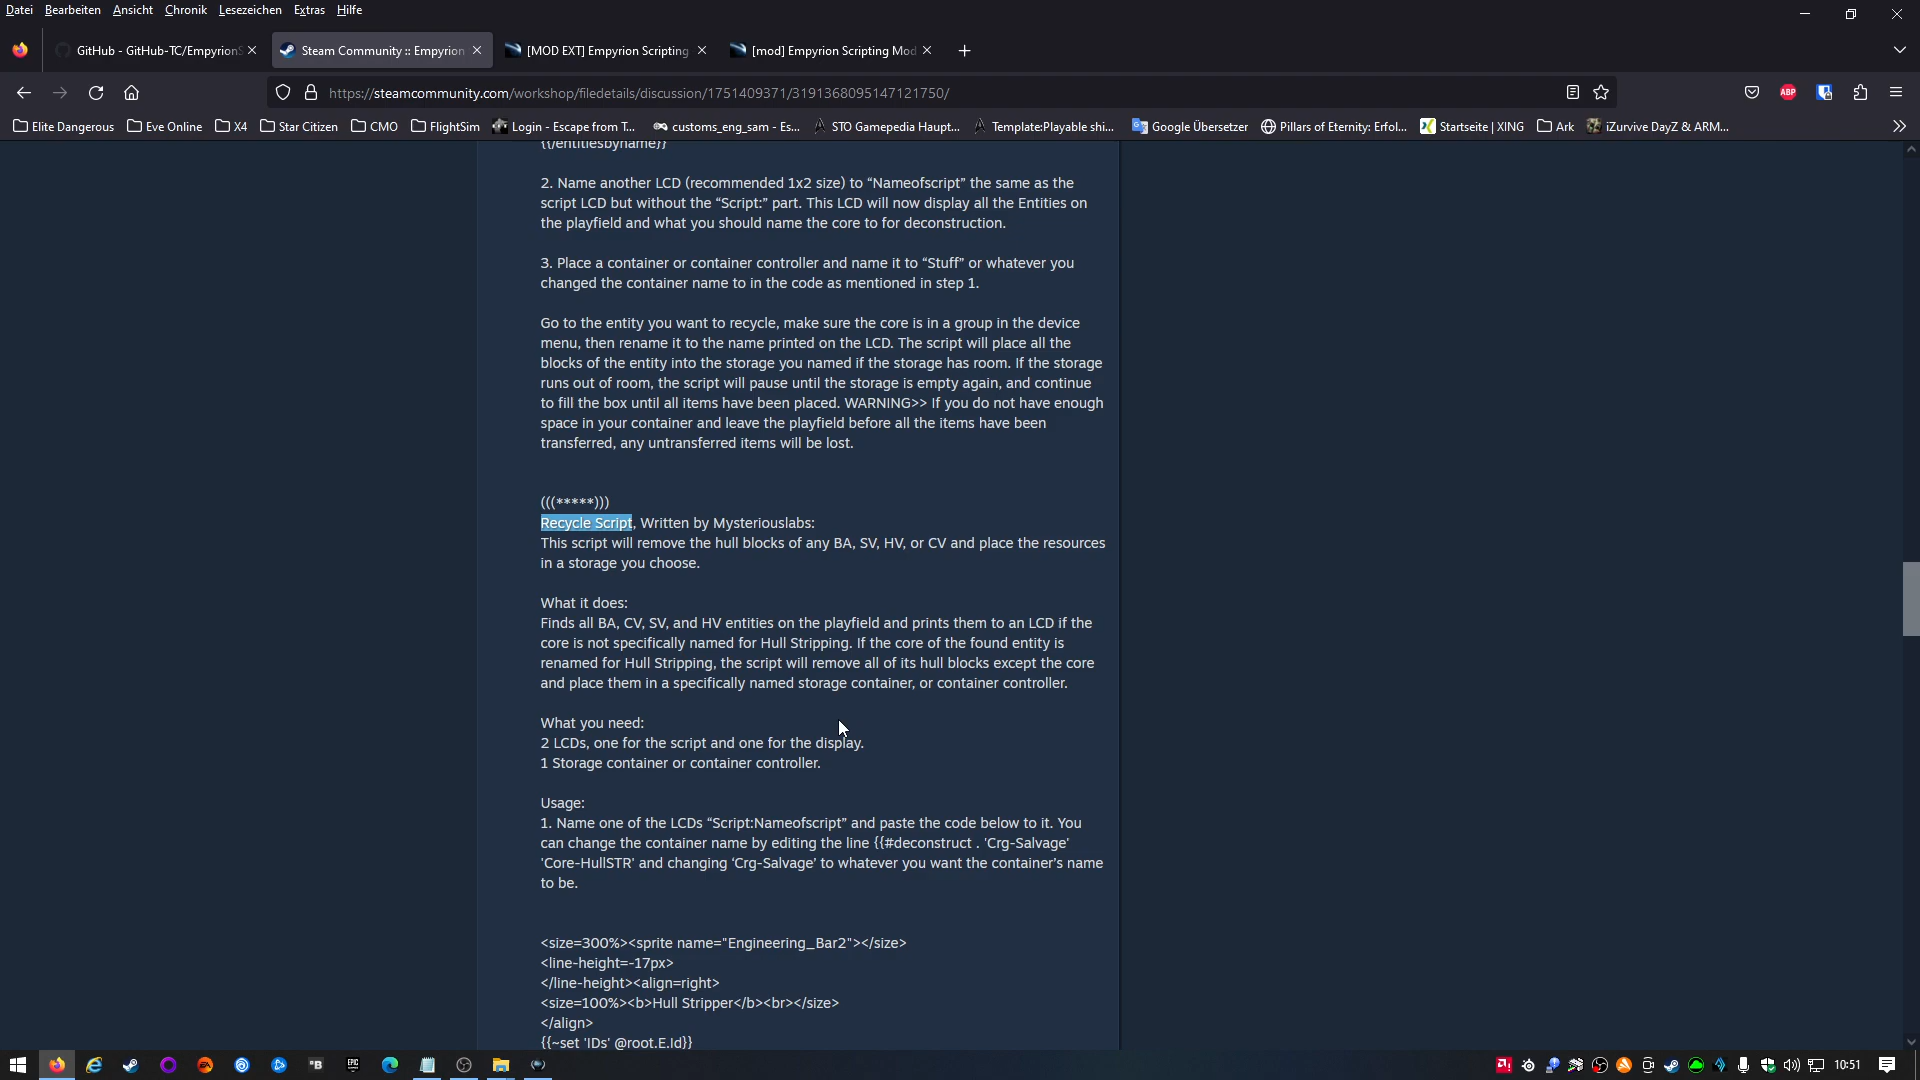 Datei Bearbeiten Ansicht Chronik Lesezeichen Extras Hilfe
GitHub - GitHub-TC/EmpyrionS
Steam Community :: Empyrion
[MOD EXT] Empyrion Scripting
[mod] Empyrion Scripting Mod
https://steamcommunity.com/workshop/filedetails/discussion/1751409371/3191368095147121750/
ABP
Elite Dangerous Eve Online X4 Star Citizen CMO FlightSim Login - Escape from T... customs_eng_sam - Es... STO Gamepedia Haupt... Template:Playable shi... Google Übersetzer Pillars of Eternity: Erfol... Startseite | XING Ark iZurvive DayZ & ARM...
{{/entitiesbyname}}
2. Name another LCD (recommended 1x2 size) to “Nameofscript” the same as the
script LCD but without the “Script:” part. This LCD will now display all the Entities on
the playfield and what you should name the core to for deconstruction.
3. Place a container or container controller and name it to “Stuff” or whatever you
changed the container name to in the code as mentioned in step 1.
Go to the entity you want to recycle, make sure the core is in a group in the device
menu, then rename it to the name printed on the LCD. The script will place all the
blocks of the entity into the storage you named if the storage has room. If the storage
runs out of room, the script will pause until the storage is empty again, and continue
to fill the box until all items have been placed. WARNING>> If you do not have enough
space in your container and leave the playfield before all the items have been
transferred, any untransferred items will be lost.
(((*****)))
Recycle Script, Written by Mysteriouslabs:
This script will remove the hull blocks of any BA, SV, HV, or CV and place the resources
in a storage you choose.
What it does:
Finds all BA, CV, SV, and HV entities on the playfield and prints them to an LCD if the
core is not specifically named for Hull Stripping. If the core of the found entity is
renamed for Hull Stripping, the script will remove all of its hull blocks except the core
and place them in a specifically named storage container, or container controller.
What you need:
2 LCDs, one for the script and one for the display.
1 Storage container or container controller.
Usage:
1. Name one of the LCDs “Script:Nameofscript” and paste the code below to it. You
can change the container name by editing the line {{#deconstruct . 'Crg-Salvage'
'Core-HullSTR' and changing ‘Crg-Salvage’ to whatever you want the container’s name
to be.
<size=300%><sprite name="Engineering_Bar2"></size>
<line-height=-17px>
</line-height><align=right>
<size=100%><b>Hull Stripper</b><br></size>
</align>
{{~set 'IDs' @root.E.Id}}
10:51